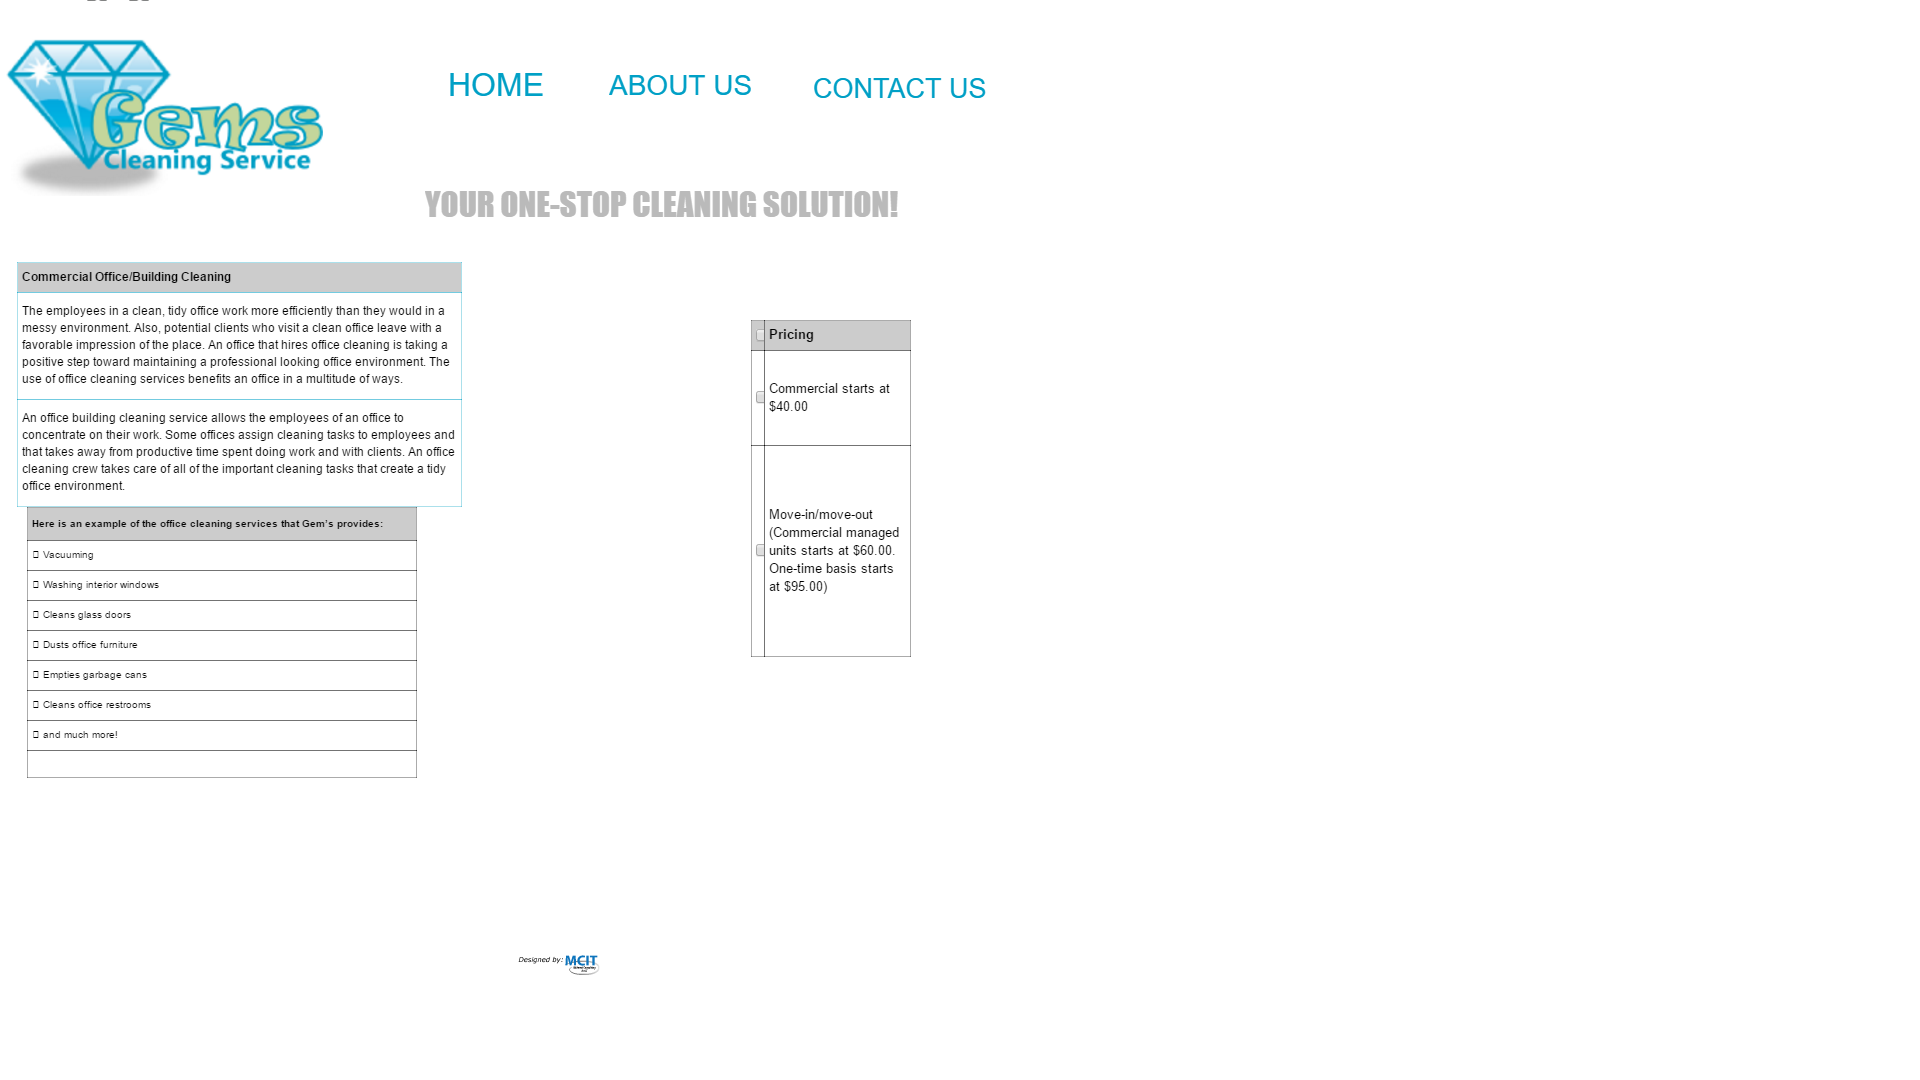 Gems
Cleaning Service
HOME
ABOUT US
CONTACT US
YOUR ONE-STOP CLEANING SOLUTION!
Commercial Office/Building Cleaning
The employees in a clean, tidy office work more efficiently than they would in a
messy environment. Also, potential clients who visit a clean office leave with a
favorable impression of the place. An office that hires office cleaning is taking a
positive step toward maintaining a professional looking office environment. The
use of office cleaning services benefits an office in a multitude of ways.
An office building cleaning service allows the employees of an office to
concentrate on their work. Some offices assign cleaning tasks to employees and
that takes away from productive time spent doing work and with clients. An office
cleaning crew takes care of all of the important cleaning tasks that create a tidy
office environment.
Here is an example of the office cleaning services that Gem's provides:
Vacuuming
Washing interior windows
Cleans glass doors
Dusts office furniture
Empties garbage cans
Cleans office restrooms
and much more!
Pricing
Commercial starts at
$40.00
Move-in/move-out
(Commercial managed
units starts at $60.00.
One-time basis starts
at $95.00)
Designed by: MCIT